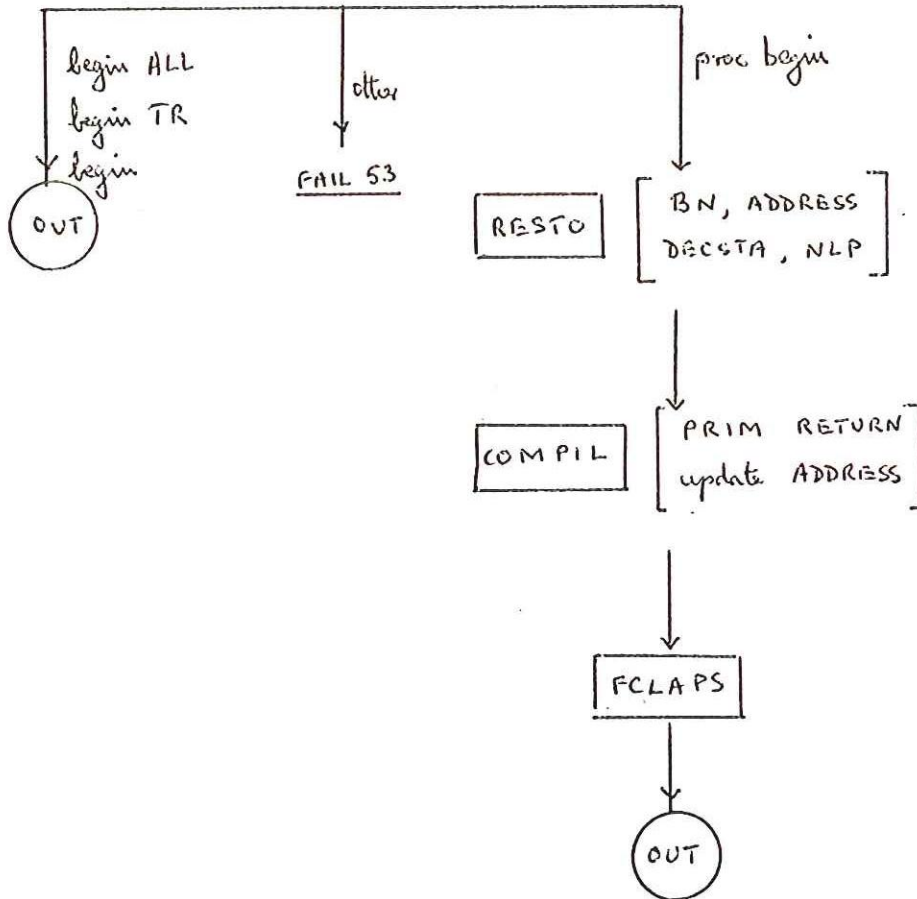 begin ALL
begin TR
begin
OUT
other
FAIL 53
proc begin
RESTO
BN, ADDRESS
DECSTA, NLP
COMPIL
PRIM RETURN
update ADDRESS
FCLAPS
OUT